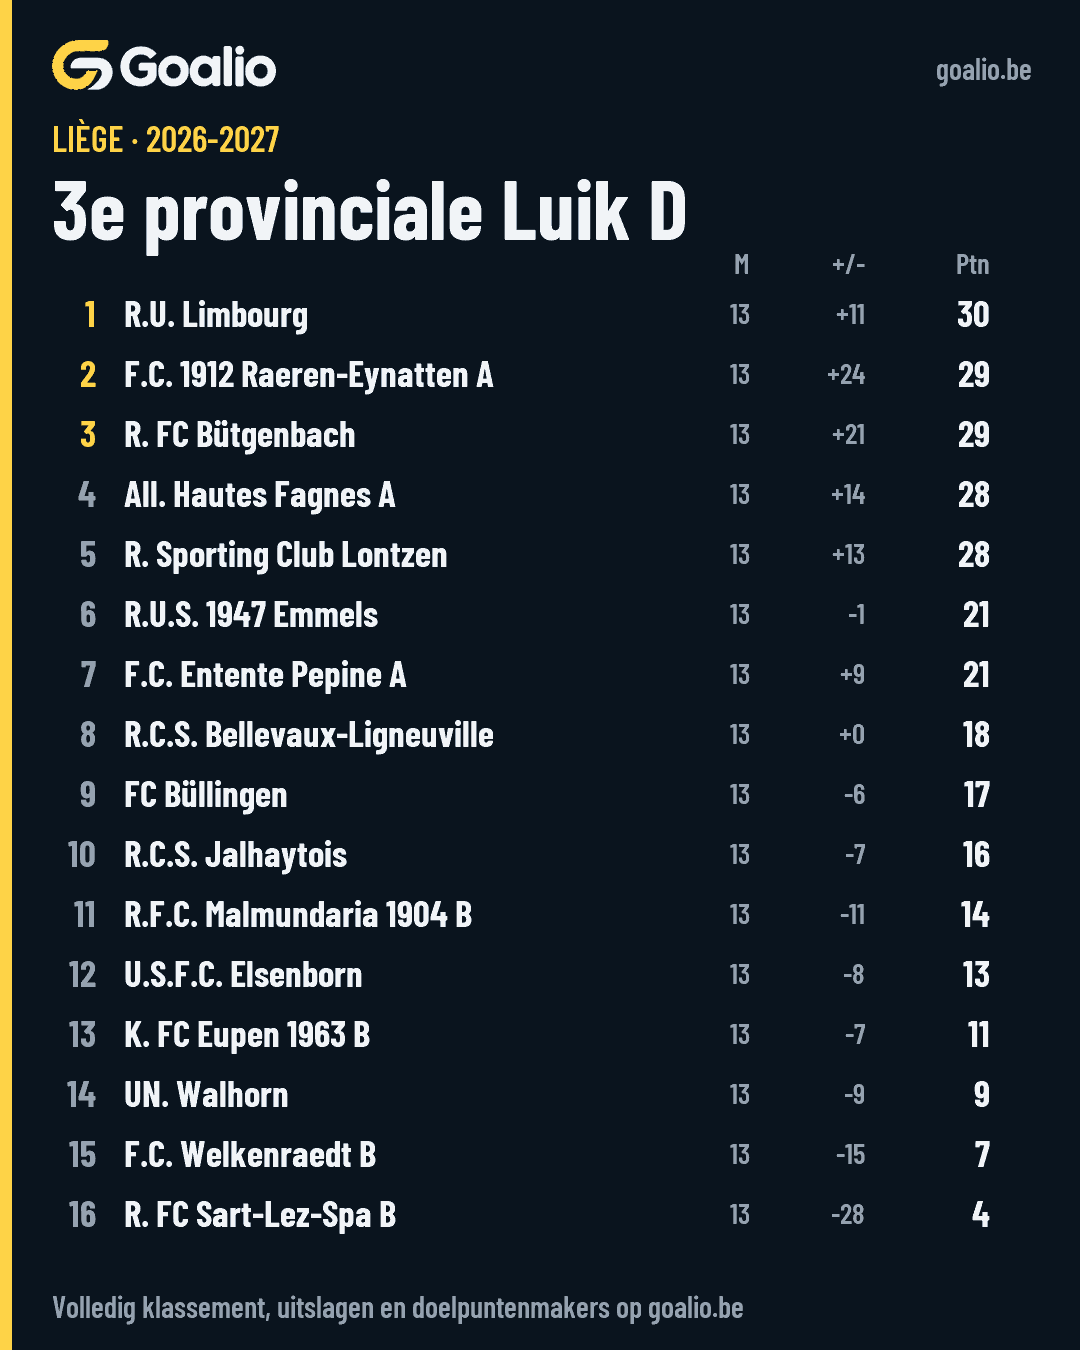 Goalio
goalio.be
LIÈGE · 2026-2027
3e provinciale Luik D
M +/- Ptn
1 R.U. Limbourg 13 +11 30
2 F.C. 1912 Raeren-Eynatten A 13 +24 29
3 R. FC Bütgenbach 13 +21 29
4 All. Hautes Fagnes A 13 +14 28
5 R. Sporting Club Lontzen 13 +13 28
6 R.U.S. 1947 Emmels 13 -1 21
7 F.C. Entente Pepine A 13 +9 21
8 R.C.S. Bellevaux-Ligneuville 13 +0 18
9 FC Büllingen 13 -6 17
10 R.C.S. Jalhaytois 13 -7 16
11 R.F.C. Malmundaria 1904 B 13 -11 14
12 U.S.F.C. Elsenborn 13 -8 13
13 K. FC Eupen 1963 B 13 -7 11
14 UN. Walhorn 13 -9 9
15 F.C. Welkenraedt B 13 -15 7
16 R. FC Sart-Lez-Spa B 13 -28 4
Volledig klassement, uitslagen en doelpuntenmakers op goalio.be